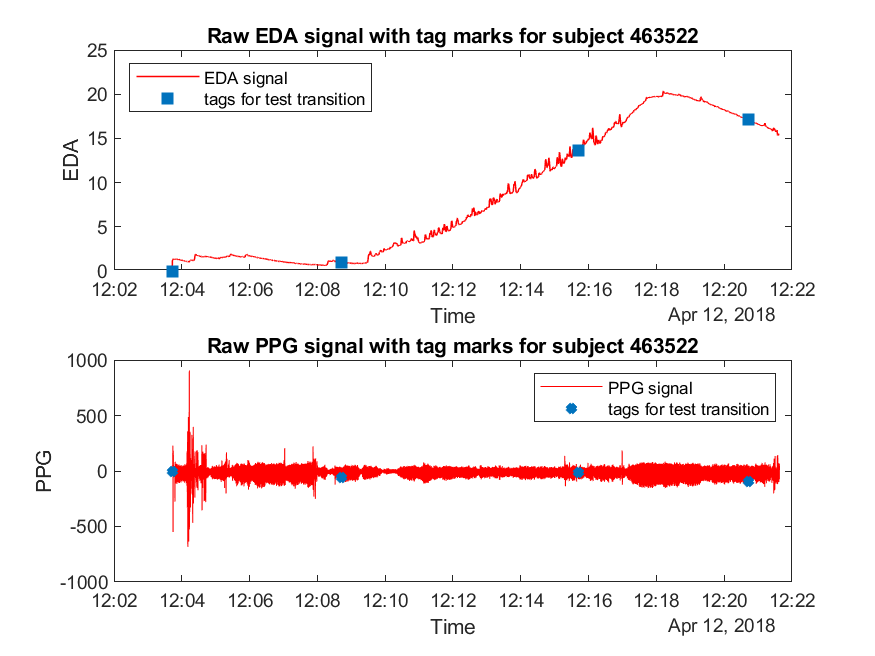 Raw EDA signal with tag marks for subject 463522
25
20
15
10
5
0
EDA
EDA signal
tags for test transition
12:02 12:04 12:06 12:08 12:10 12:12 12:14 12:16 12:18 12:20 12:22
Time
Apr 12, 2018
Raw PPG signal with tag marks for subject 463522
1000
500
0
-500
-1000
PPG
PPG signal
tags for test transition
12:02 12:04 12:06 12:08 12:10 12:12 12:14 12:16 12:18 12:20 12:22
Time
Apr 12, 2018